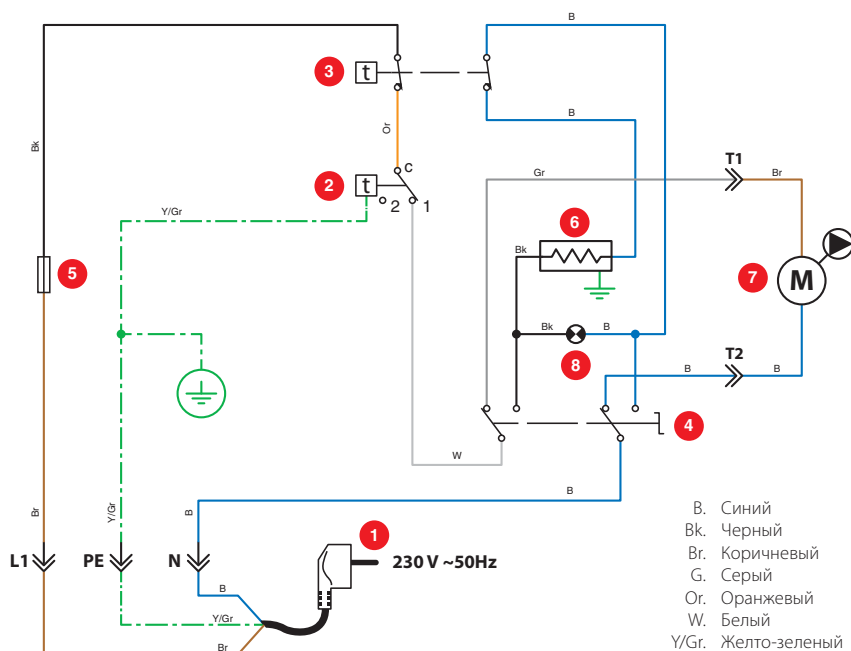 B
3
t
B
Bk
Or
T1
C
Gr
Br
2
t
2
1
Y/Gr
6
Bk
5
7
M
Bk
B
8
T2
B
B
4
W
B
B. Синий
Bk. Черный
Br. Коричневый
G. Серый
Or. Оранжевый
W. Белый
Y/Gr. Желто-зеленый
Br
Y/Gr
B
1
L1
PE
N
230 V ~50Hz
B
Y/Gr
Br